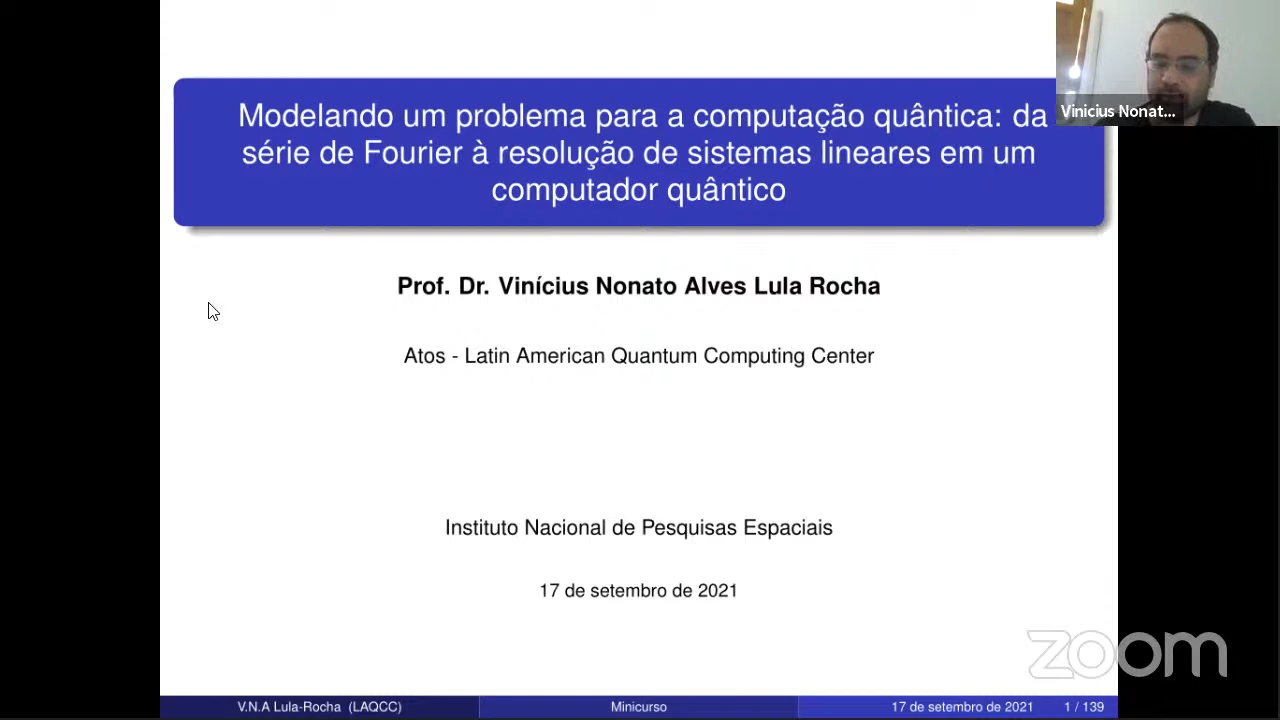 Modelando um problema para a computação quântica: da
série de Fourier à resolução de sistemas lineares em um
computador quântico
Vinicius Nonat...
Prof. Dr. Vinícius Nonato Alves Lula Rocha
Atos - Latin American Quantum Computing Center
Instituto Nacional de Pesquisas Espaciais
17 de setembro de 2021
zoom
V.N.A Lula-Rocha (LAQCC) Minicurso 17 de setembro de 2021 1 / 139